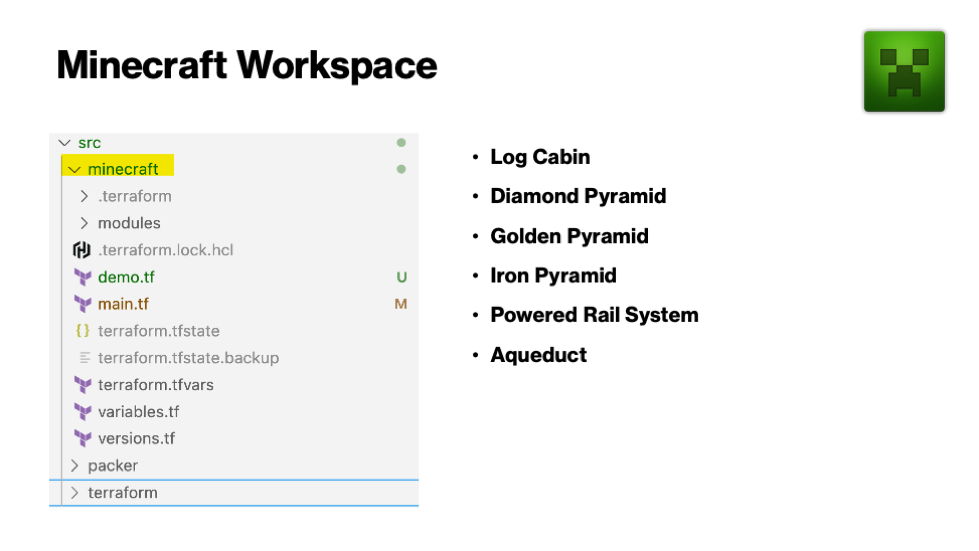 Minecraft Workspace
src
minecraft
.terraform
modules
.terraform.lock.hcl
demo.tf U
main.tf M
{ } terraform.tfstate
terraform.tfstate.backup
terraform.tfvars
variables.tf
versions.tf
packer
terraform
• Log Cabin
• Diamond Pyramid
• Golden Pyramid
• Iron Pyramid
• Powered Rail System
• Aqueduct